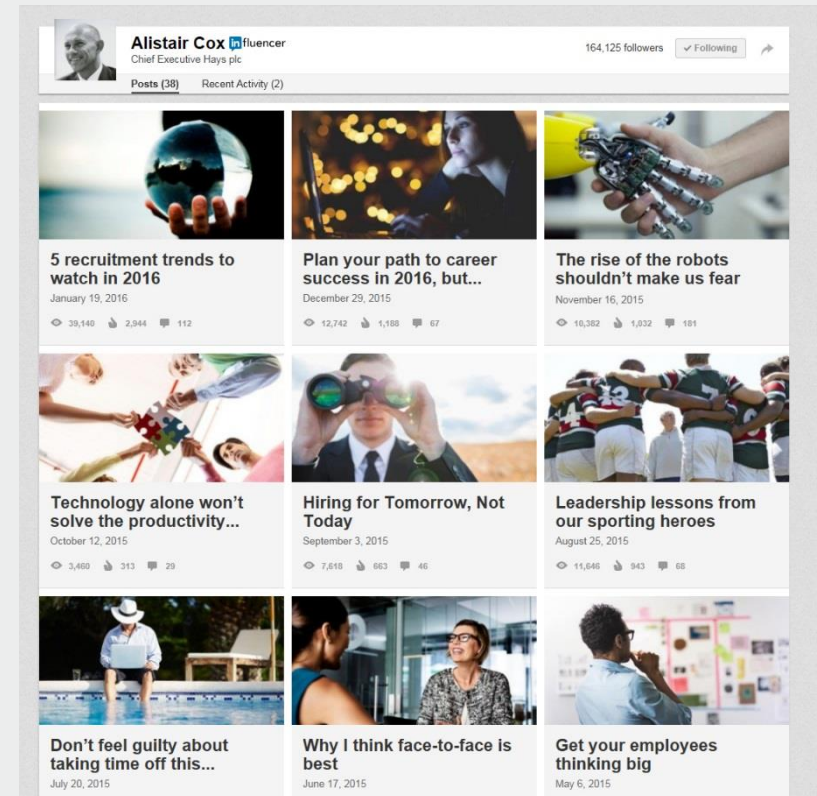 Alistair Cox influencer
Chief Executive Hays plc
164,125 followers
Following
Posts (38) Recent Activity (2)
5 recruitment trends to
watch in 2016
January 19, 2016
39,140 2,944 112
Plan your path to career
success in 2016, but...
December 29, 2015
12,742 1,188 67
The rise of the robots
shouldn't make us fear
November 16, 2015
10,382 1,032 181
Technology alone won't
solve the productivity...
October 12, 2015
3,460 313 29
Hiring for Tomorrow, Not
Today
September 3, 2015
7,618 663 46
Leadership lessons from
our sporting heroes
August 25, 2015
11,646 943 68
Don't feel guilty about
taking time off this...
July 20, 2015
Why I think face-to-face is
best
June 17, 2015
Get your employees
thinking big
May 6, 2015